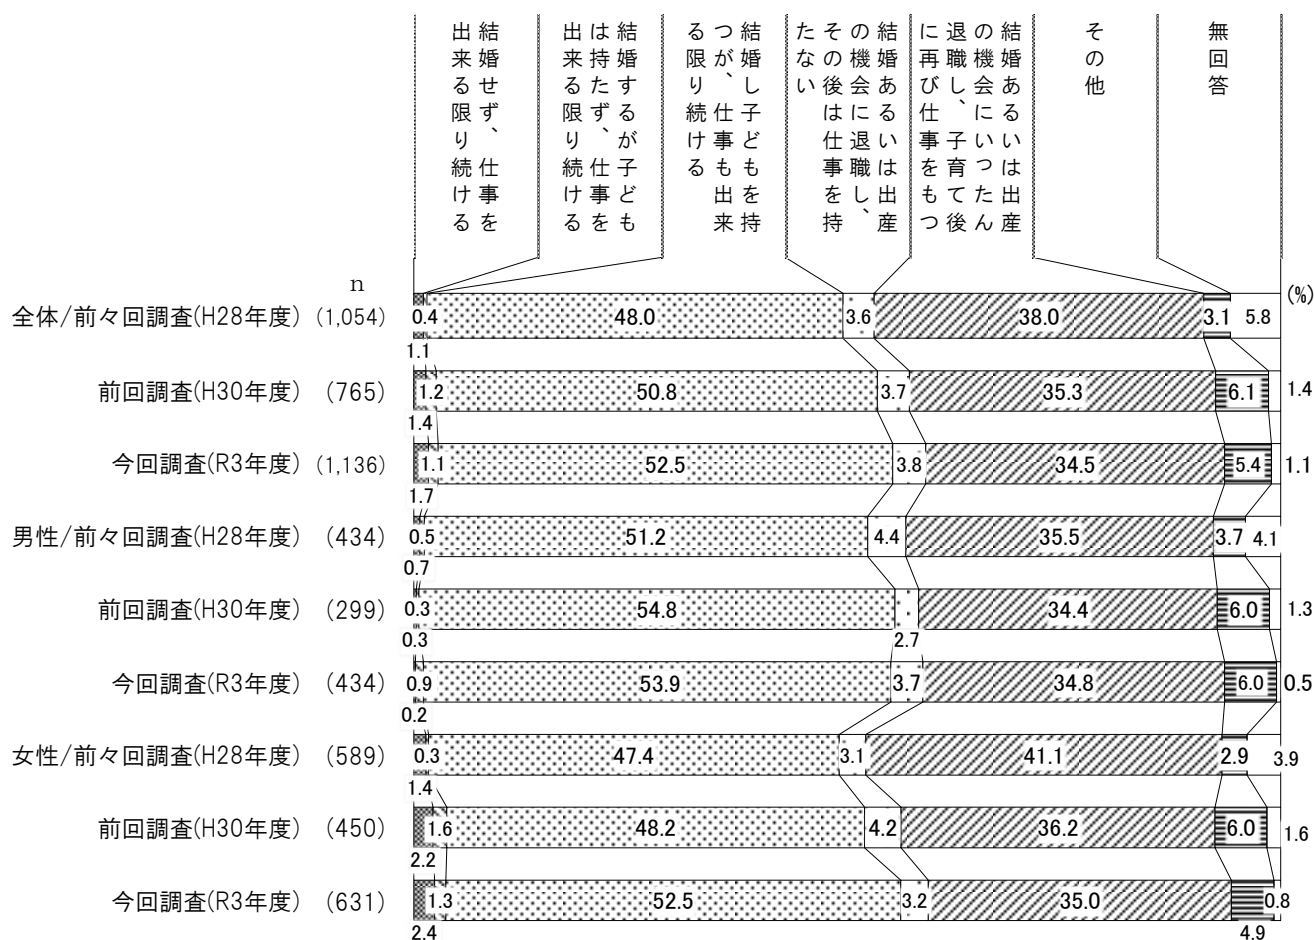 結婚せず、仕事を
出来る限り続ける
結婚するが子ども
は持たず、仕事を
出来る限り続ける
結婚し子どもを持
つが、仕事も出来
る限り続ける
結婚あるいは出産
の機会に退職し、
その後は仕事を持
たない
結婚あるいは出産
の機会にいったん
退職し、子育て後
に再び仕事をもつ
その他
無回答
n
(%)
全体/前々回調査(H28年度) (1,054) 0.4 48.0 3.6 38.0 3.1 5.8
1.1
前回調査(H30年度) (765) 1.2 50.8 3.7 35.3 6.1 1.4
1.4
今回調査(R3年度) (1,136) 1.1 52.5 3.8 34.5 5.4 1.1
1.7
男性/前々回調査(H28年度) (434) 0.5 51.2 4.4 35.5 3.7 4.1
0.7
前回調査(H30年度) (299) 0.3 54.8 34.4 6.0 1.3
0.3 2.7
今回調査(R3年度) (434) 0.9 53.9 3.7 34.8 6.0 0.5
0.2
女性/前々回調査(H28年度) (589) 0.3 47.4 3.1 41.1 2.9 3.9
1.4
前回調査(H30年度) (450) 1.6 48.2 4.2 36.2 6.0 1.6
2.2
今回調査(R3年度) (631) 1.3 52.5 3.2 35.0 0.8
2.4 4.9